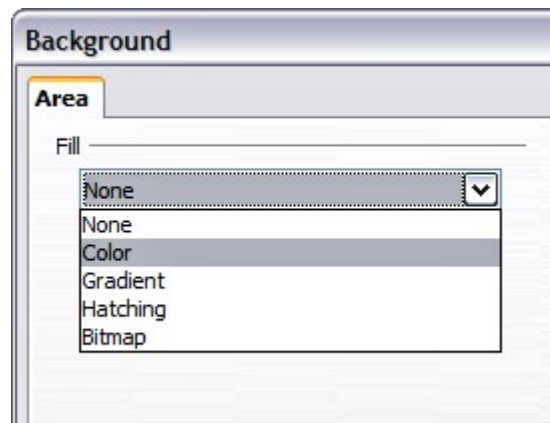 Background
Area
Fill
None
None
Color
Gradient
Hatching
Bitmap